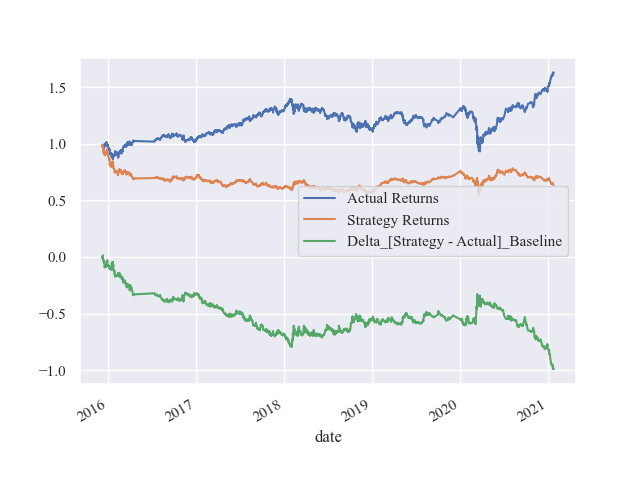 1.5
1.0
0.5
0.0
−0.5
−1.0
Actual Returns
Strategy Returns
Delta_[Strategy - Actual]_Baseline
2016 2017 2018 2019 2020 2021
date